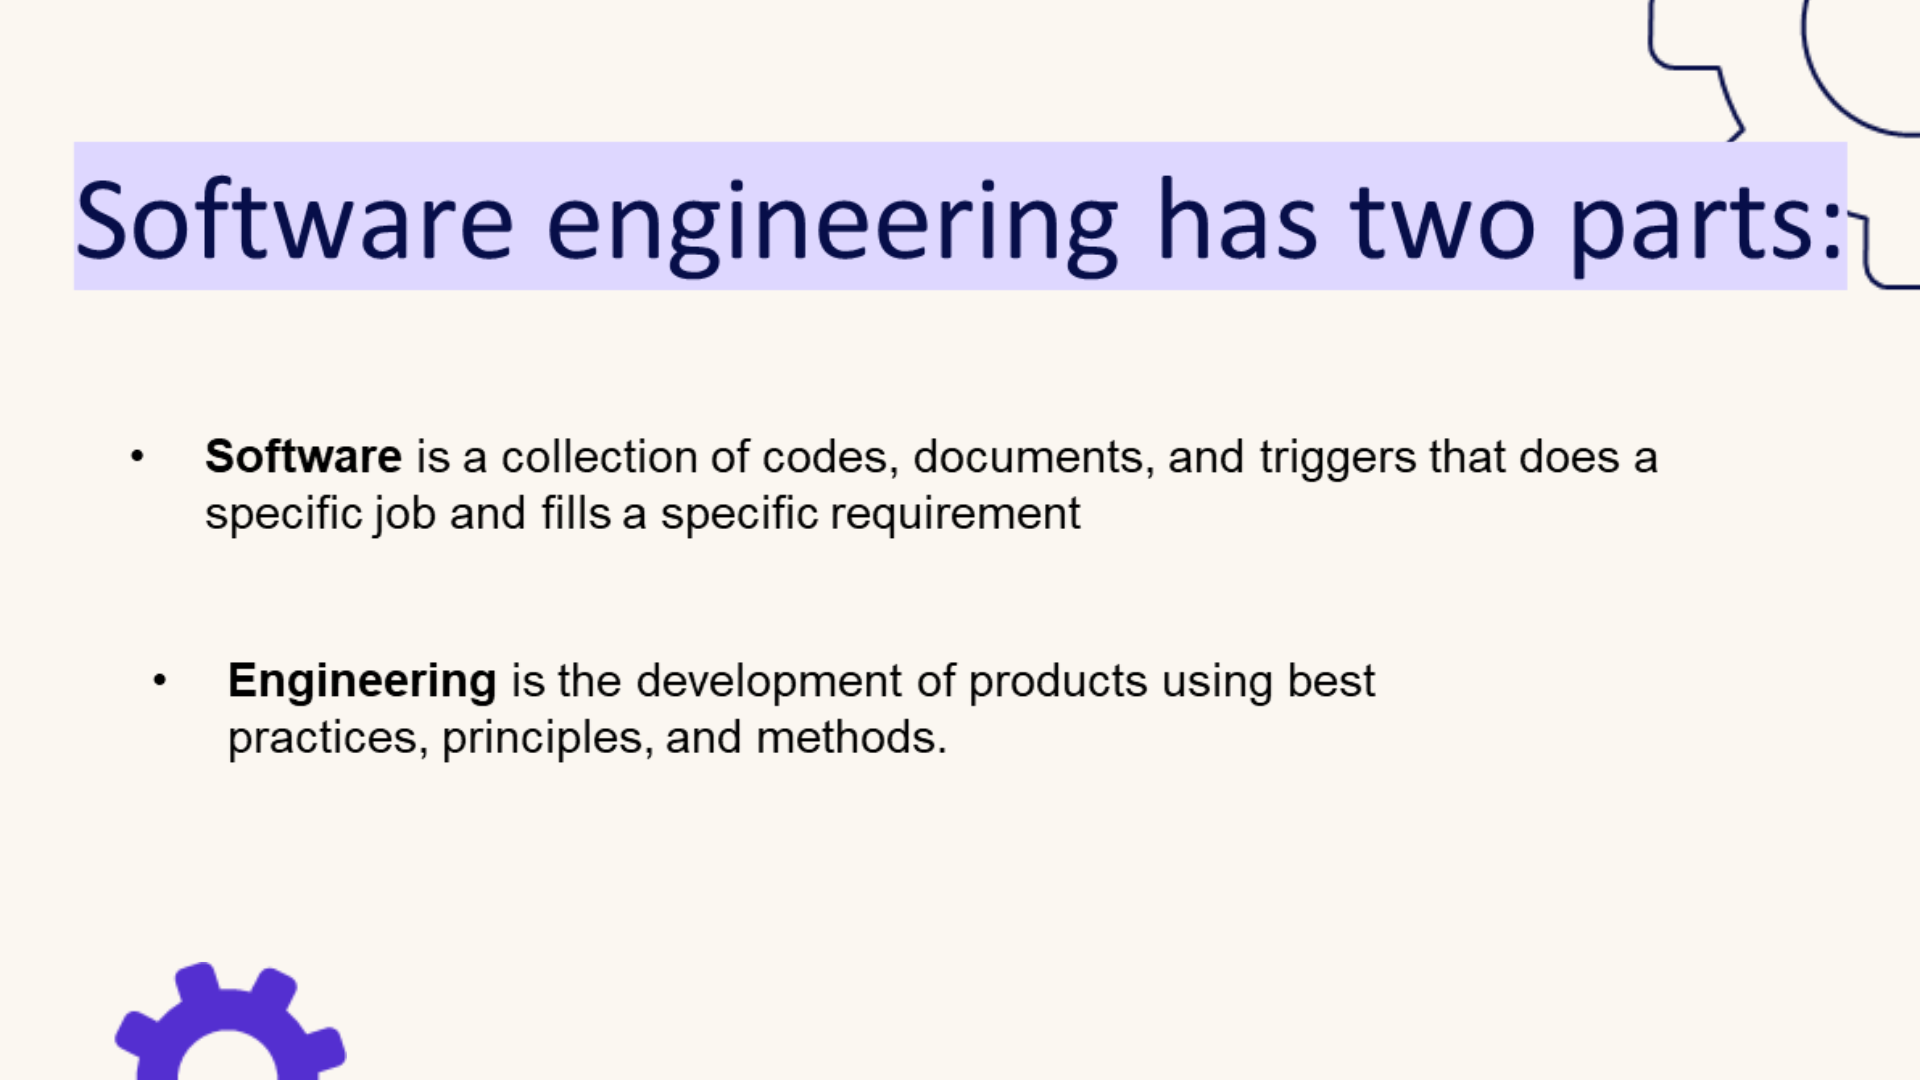 Software engineering has two parts:
• Software is a collection of codes, documents, and triggers that does a
specific job and fills a specific requirement
• Engineering is the development of products using best
practices, principles, and methods.